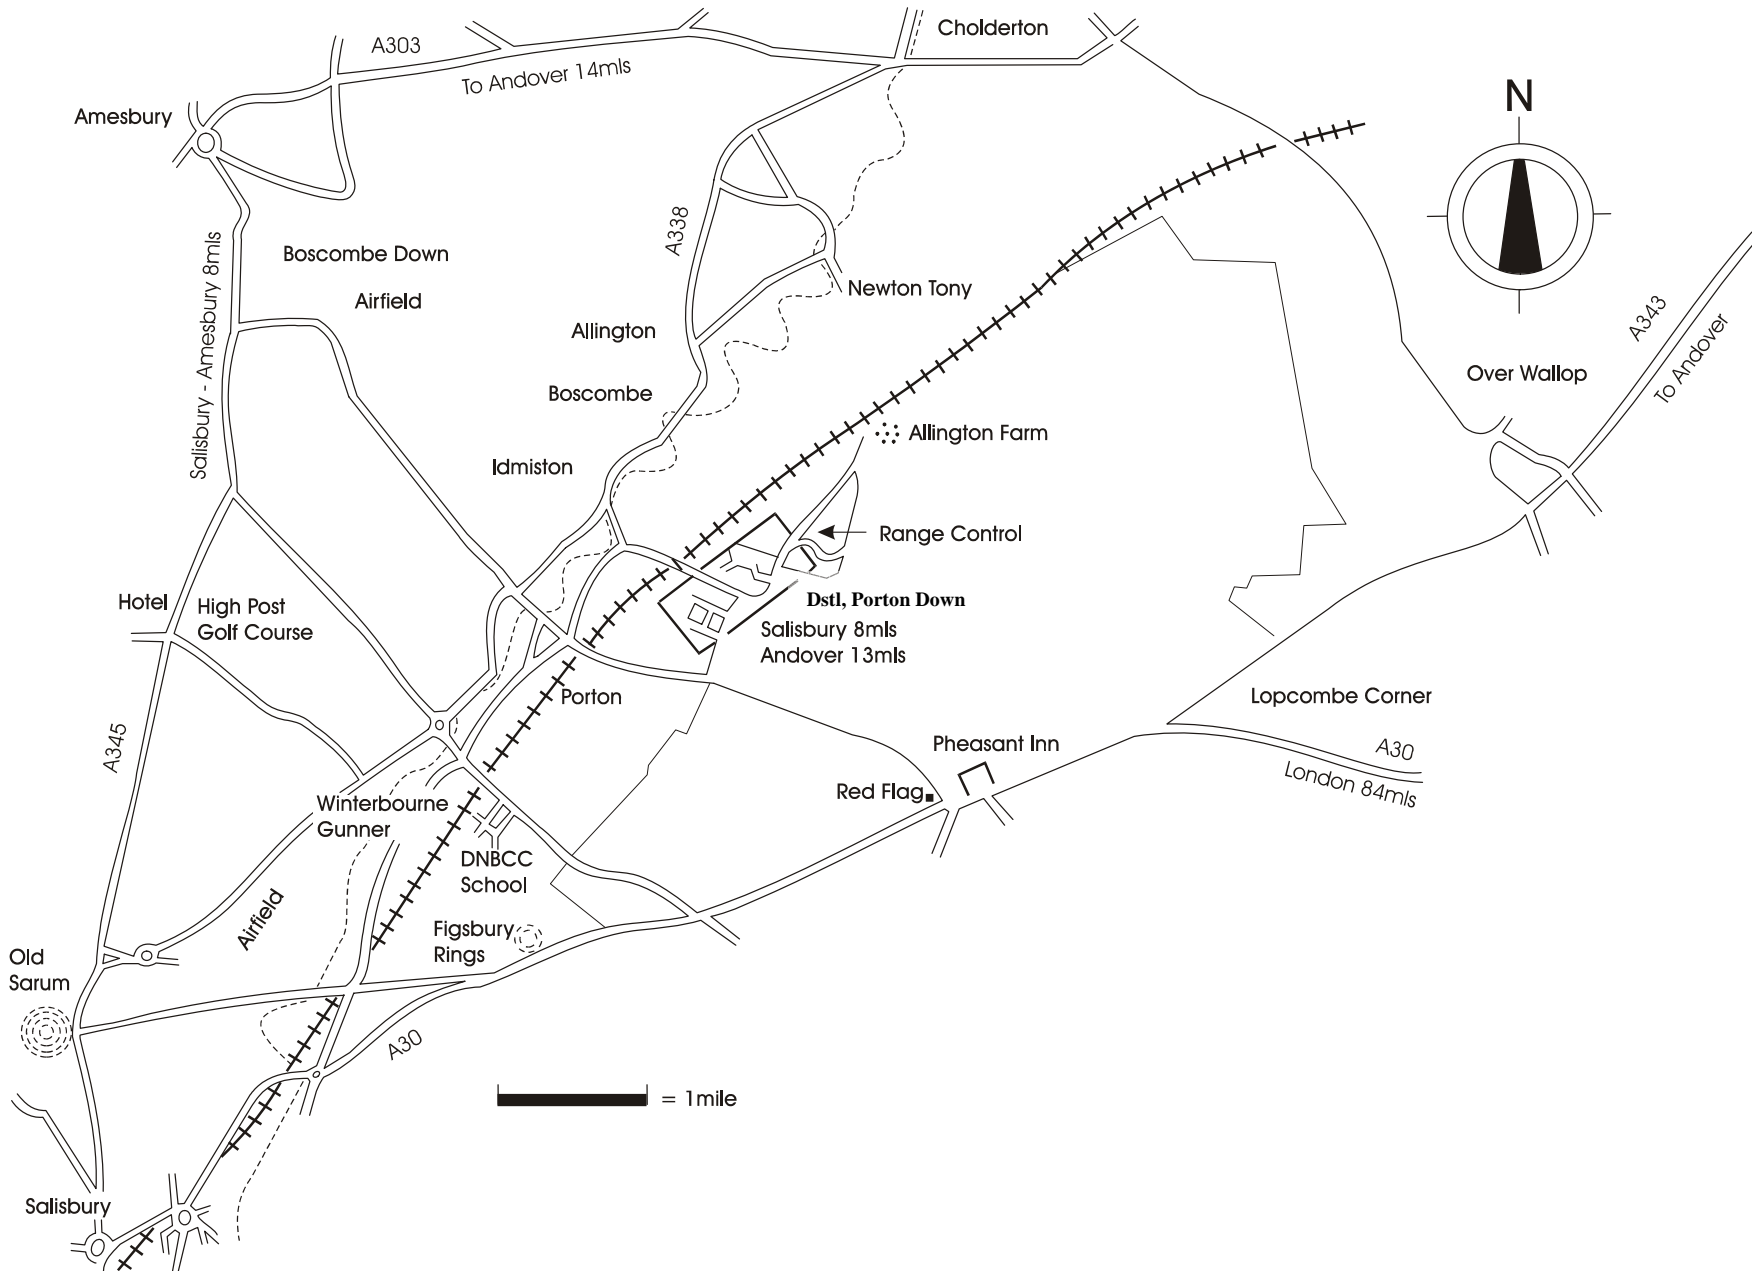 Cholderton
A303
To Andover 14mls
N
Amesbury
A338
Salisbury - Amesbury 8mls
Boscombe Down
Airfield
Newton Tony
A343
To Andover
Allington
Over Wallop
Boscombe
Allington Farm
Idmiston
Range Control
Hotel
High Post
Golf Course
Dstl, Porton Down
Salisbury 8mls
Andover 13mls
Porton
Lopcombe Corner
A345
Pheasant Inn
A30
London 84mls
Red Flag
Winterbourne
Gunner
DNBCC
School
Airfield
Figsbury
Rings
Old
Sarum
A30
= 1mile
Salisbury